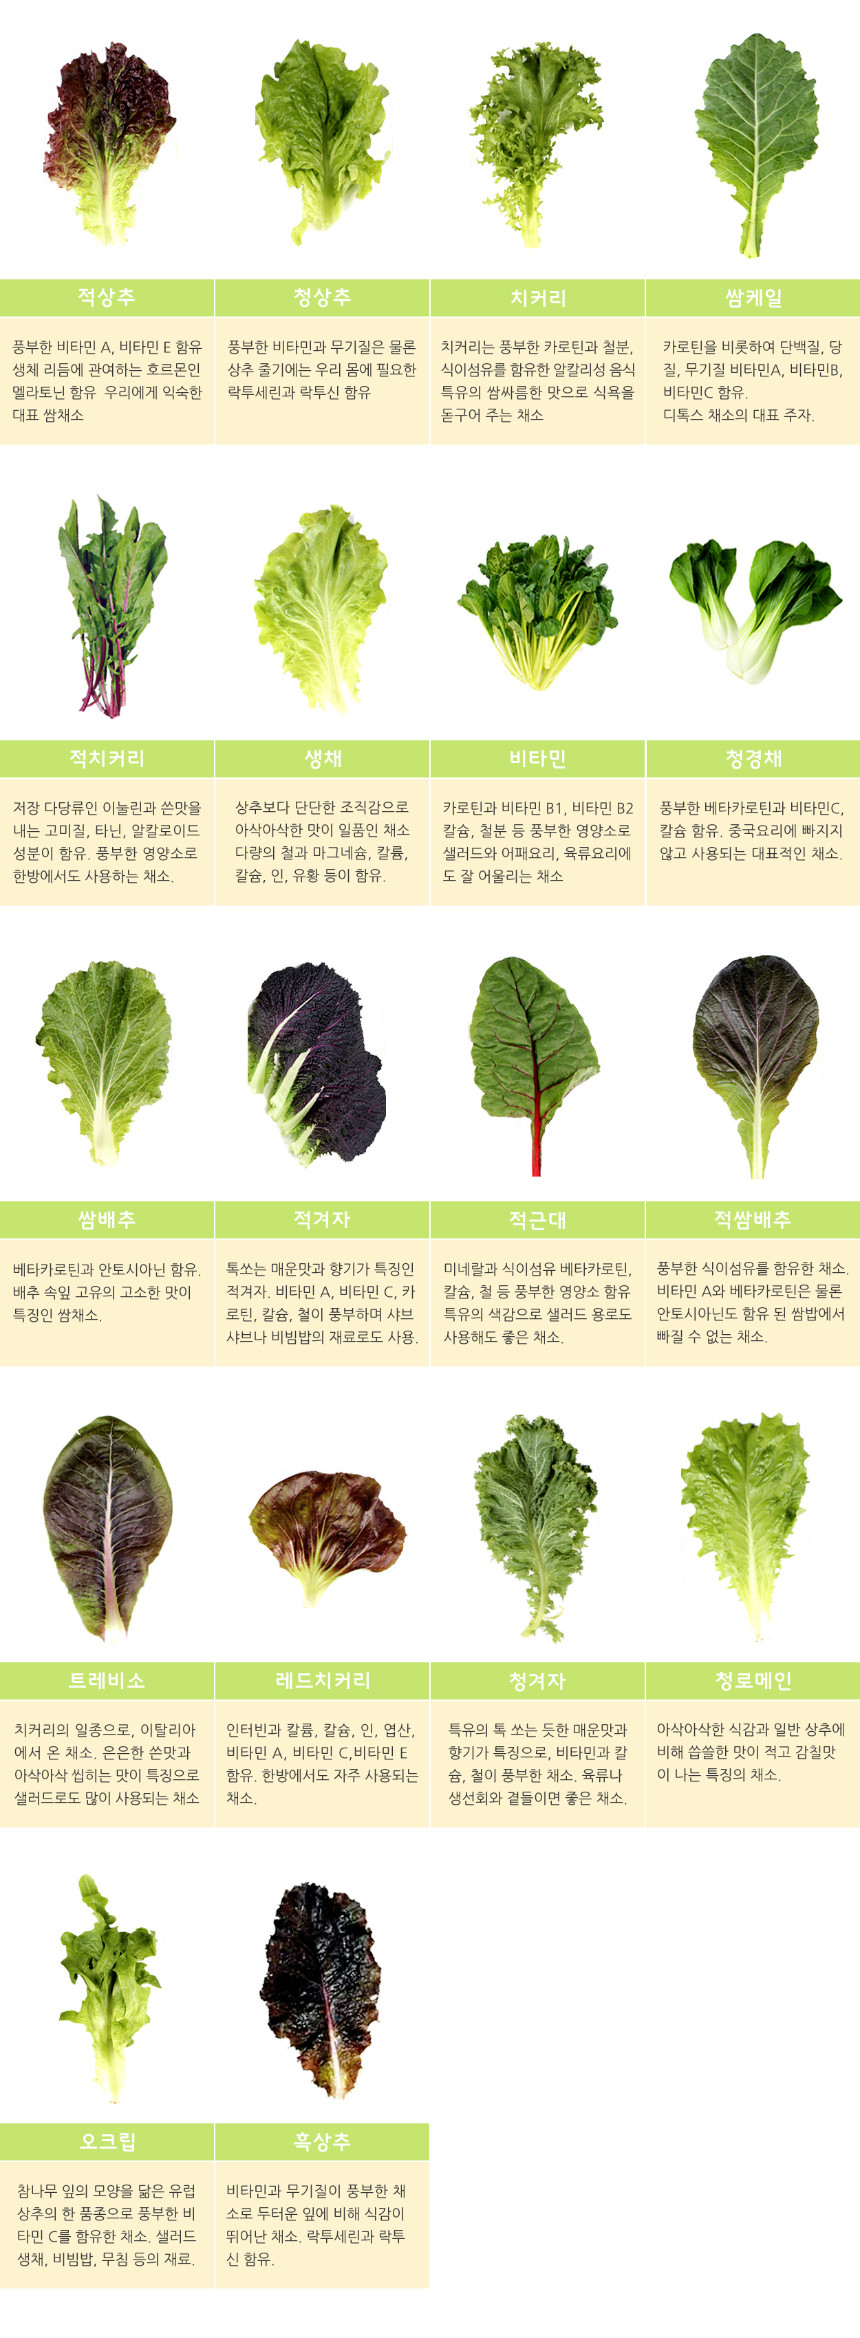 적상추
청상추
치커리
쌈케일
풍부한 비타민 A, 비타민 E 함유
생체 리듬에 관여하는 호르몬인
멜라토닌 함유 우리에게 익숙한
대표 쌈채소
풍부한 비타민과 무기질은 물론
상추 줄기에는 우리 몸에 필요한
락투세린과 락투신 함유
치커리는 풍부한 카로틴과 철분,
식이섬유를 함유한 알칼리성 음식
특유의 쌉싸름한 맛으로 식욕을
돋구어 주는 채소
카로틴을 비롯하여 단백질, 당
질, 무기질 비타민A, 비타민B,
비타민C 함유.
디톡스 채소의 대표 주자.
적치커리
생채
비타민
청경채
저장 다당류인 이눌린과 쓴맛을
내는 고미질, 타닌, 알칼로이드
성분이 함유. 풍부한 영양소로
한방에서도 사용하는 채소.
상추보다 단단한 조직감으로
아삭아삭한 맛이 일품인 채소
다량의 철과 마그네슘, 칼륨,
칼슘, 인, 유황 등이 함유.
카로틴과 비타민 B1, 비타민 B2
칼슘, 철분 등 풍부한 영양소로
샐러드와 어패요리, 육류요리에
도 잘 어울리는 채소
풍부한 베타카로틴과 비타민C,
칼슘 함유. 중국요리에 빠지지
않고 사용되는 대표적인 채소.
쌈배추
적겨자
적근대
적쌈배추
베타카로틴과 안토시아닌 함유.
배추 속잎 고유의 고소한 맛이
특징인 쌈채소.
톡쏘는 매운맛과 향기가 특징인
적겨자. 비타민 A, 비타민 C, 카
로틴, 칼슘, 철이 풍부하며 샤브
샤브나 비빔밥의 재료로도 사용.
미네랄과 식이섬유 베타카로틴,
칼슘, 철 등 풍부한 영양소 함유
특유의 색감으로 샐러드 용로도
사용해도 좋은 채소.
풍부한 식이섬유를 함유한 채소.
비타민 A와 베타카로틴은 물론
안토시아닌도 함유 된 쌈밥에서
빠질 수 없는 채소.
트레비소
레드치커리
청겨자
청로메인
치커리의 일종으로, 이탈리아
에서 온 채소. 은은한 쓴맛과
아삭아삭 씹히는 맛이 특징으로
샐러드로도 많이 사용되는 채소
인터빈과 칼륨, 칼슘, 인, 엽산,
비타민 A, 비타민 C,비타민 E
함유. 한방에서도 자주 사용되는
채소.
특유의 톡 쏘는 듯한 매운맛과
향기가 특징으로, 비타민과 칼
슘, 철이 풍부한 채소. 육류나
생선회와 곁들이면 좋은 채소.
아삭아삭한 식감과 일반 상추에
비해 씁쓸한 맛이 적고 감칠맛
이 나는 특징의 채소.
오크립
흑상추
참나무 잎의 모양을 닮은 유럽
상추의 한 품종으로 풍부한 비
타민 C를 함유한 채소. 샐러드
생채, 비빔밥, 무침 등의 재료.
비타민과 무기질이 풍부한 채
소로 두터운 잎에 비해 식감이
뛰어난 채소. 락투세린과 락투
신 함유.